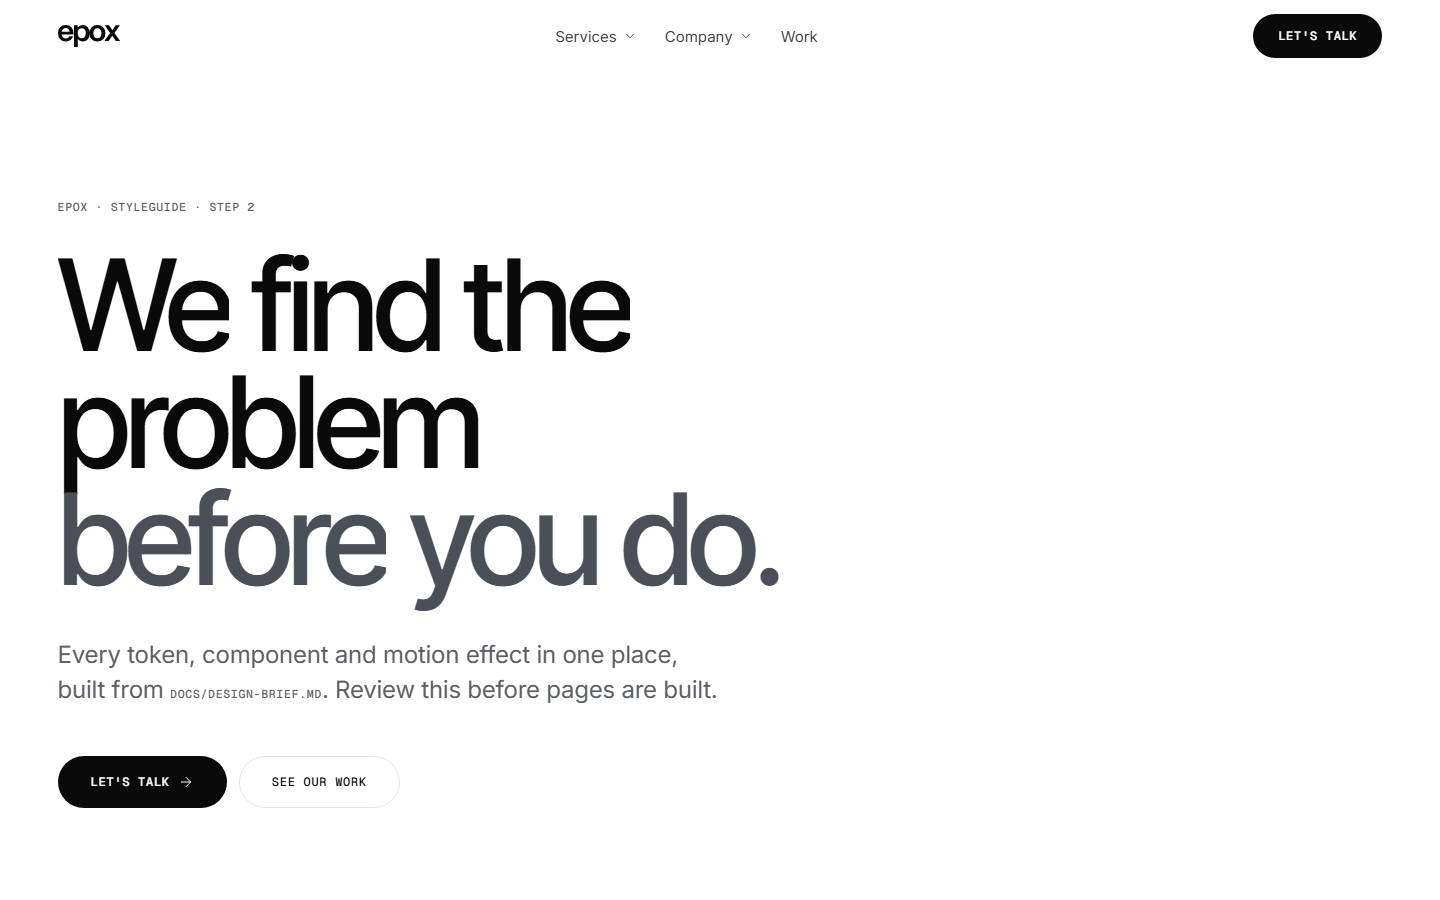 epox
Services
Company
Work
LET'S TALK
EPOX · STYLEGUIDE · STEP 2
We find the
problem
before you do.
Every token, component and motion effect in one place,
built from DOCS/DESIGN-BRIEF.MD. Review this before pages are built.
LET'S TALK →
SEE OUR WORK